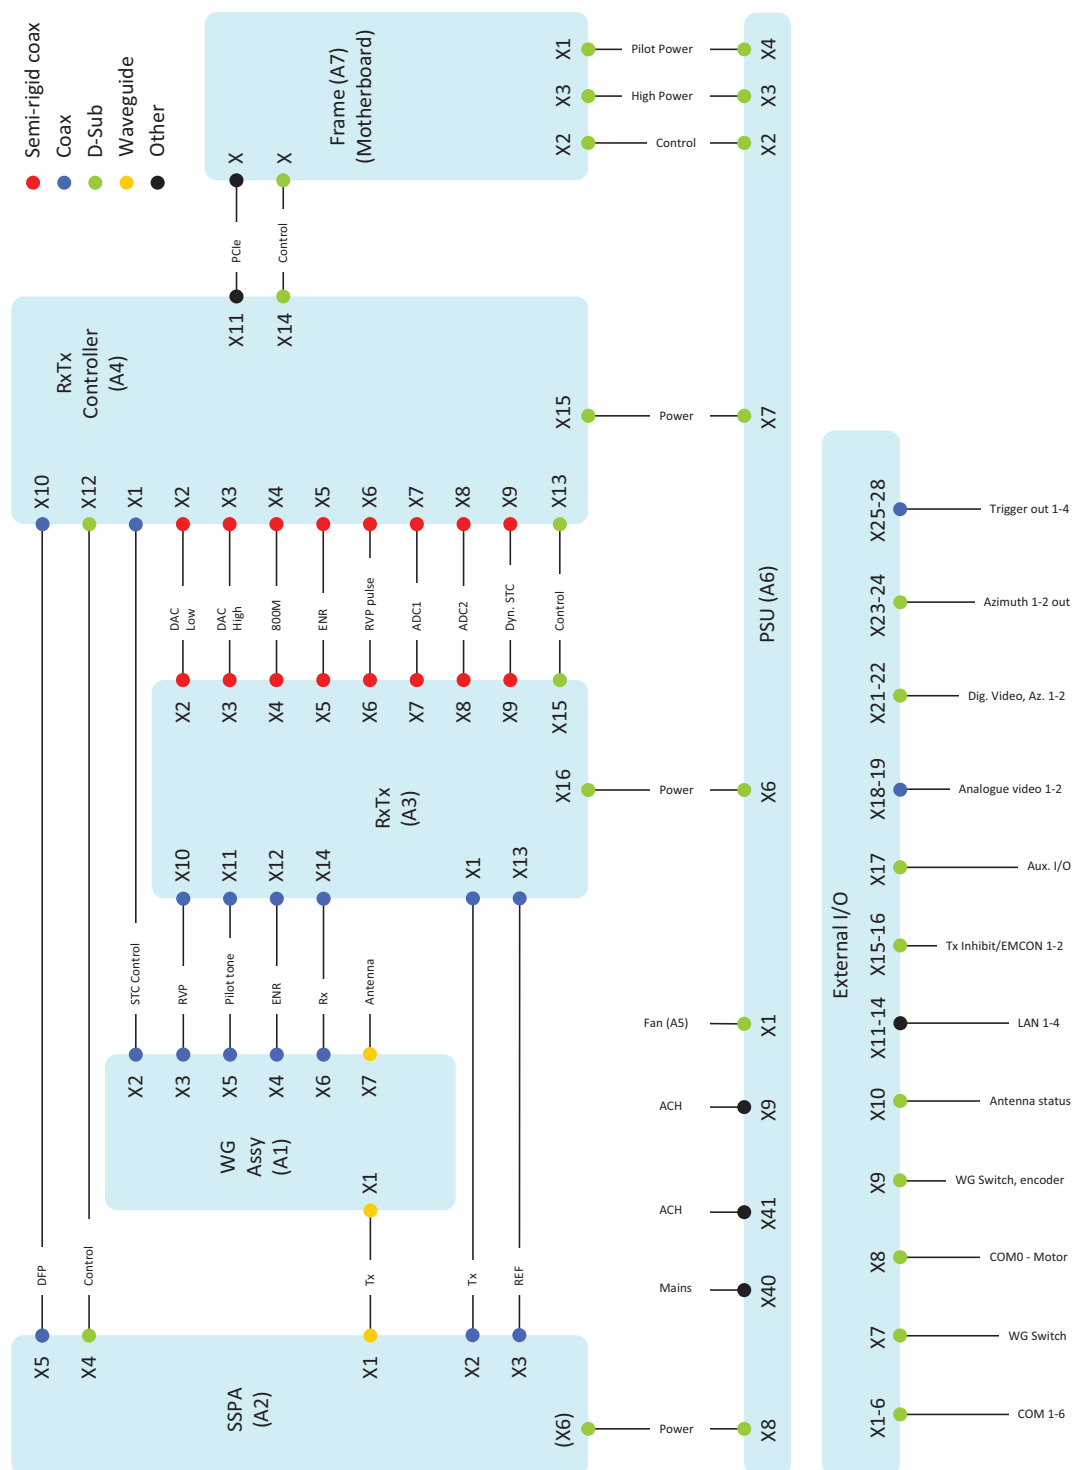 Semi-rigid coax
Coax
D-Sub
Waveguide
Other
Frame (A7)
(Motherboard)
X1
X3
X2
X
X
Pilot Power
High Power
Control
X4
X3
X2
PCIe
Control
RxTx
Controller
(A4)
X11
X14
X15
X10
X12
X1
X2
X3
X4
X5
X6
X7
X8
X9
X13
Power
X7
DAC
Low
DAC
High
800M
ENR
RVP pulse
ADC1
ADC2
Dyn. STC
Control
X2
X3
X4
X5
X6
X7
X8
X9
X15
RxTx
(A3)
X16
X10
X11
X12
X14
X1
X13
Power
X6
PSU (A6)
STC Control
RVP
Pilot tone
ENR
Rx
Antenna
X2
X3
X5
X4
X6
X7
WG
Assy
(A1)
X1
Fan (A5)
X1
ACH
X9
ACH
X41
Mains
X40
DFP
Control
Tx
Tx
REF
X5
X4
X1
X2
X3
SSPA
(A2)
(X6)
Power
X8
External I/O
X25-28
Trigger out 1-4
X23-24
Azimuth 1-2 out
X21-22
Dig. Video, Az. 1-2
X18-19
Analogue video 1-2
X17
Aux. I/O
X15-16
Tx Inhibit/EMCON 1-2
X11-14
LAN 1-4
X10
Antenna status
X9
WG Switch, encoder
X8
COM0 - Motor
X7
WG Switch
X1-6
COM 1-6